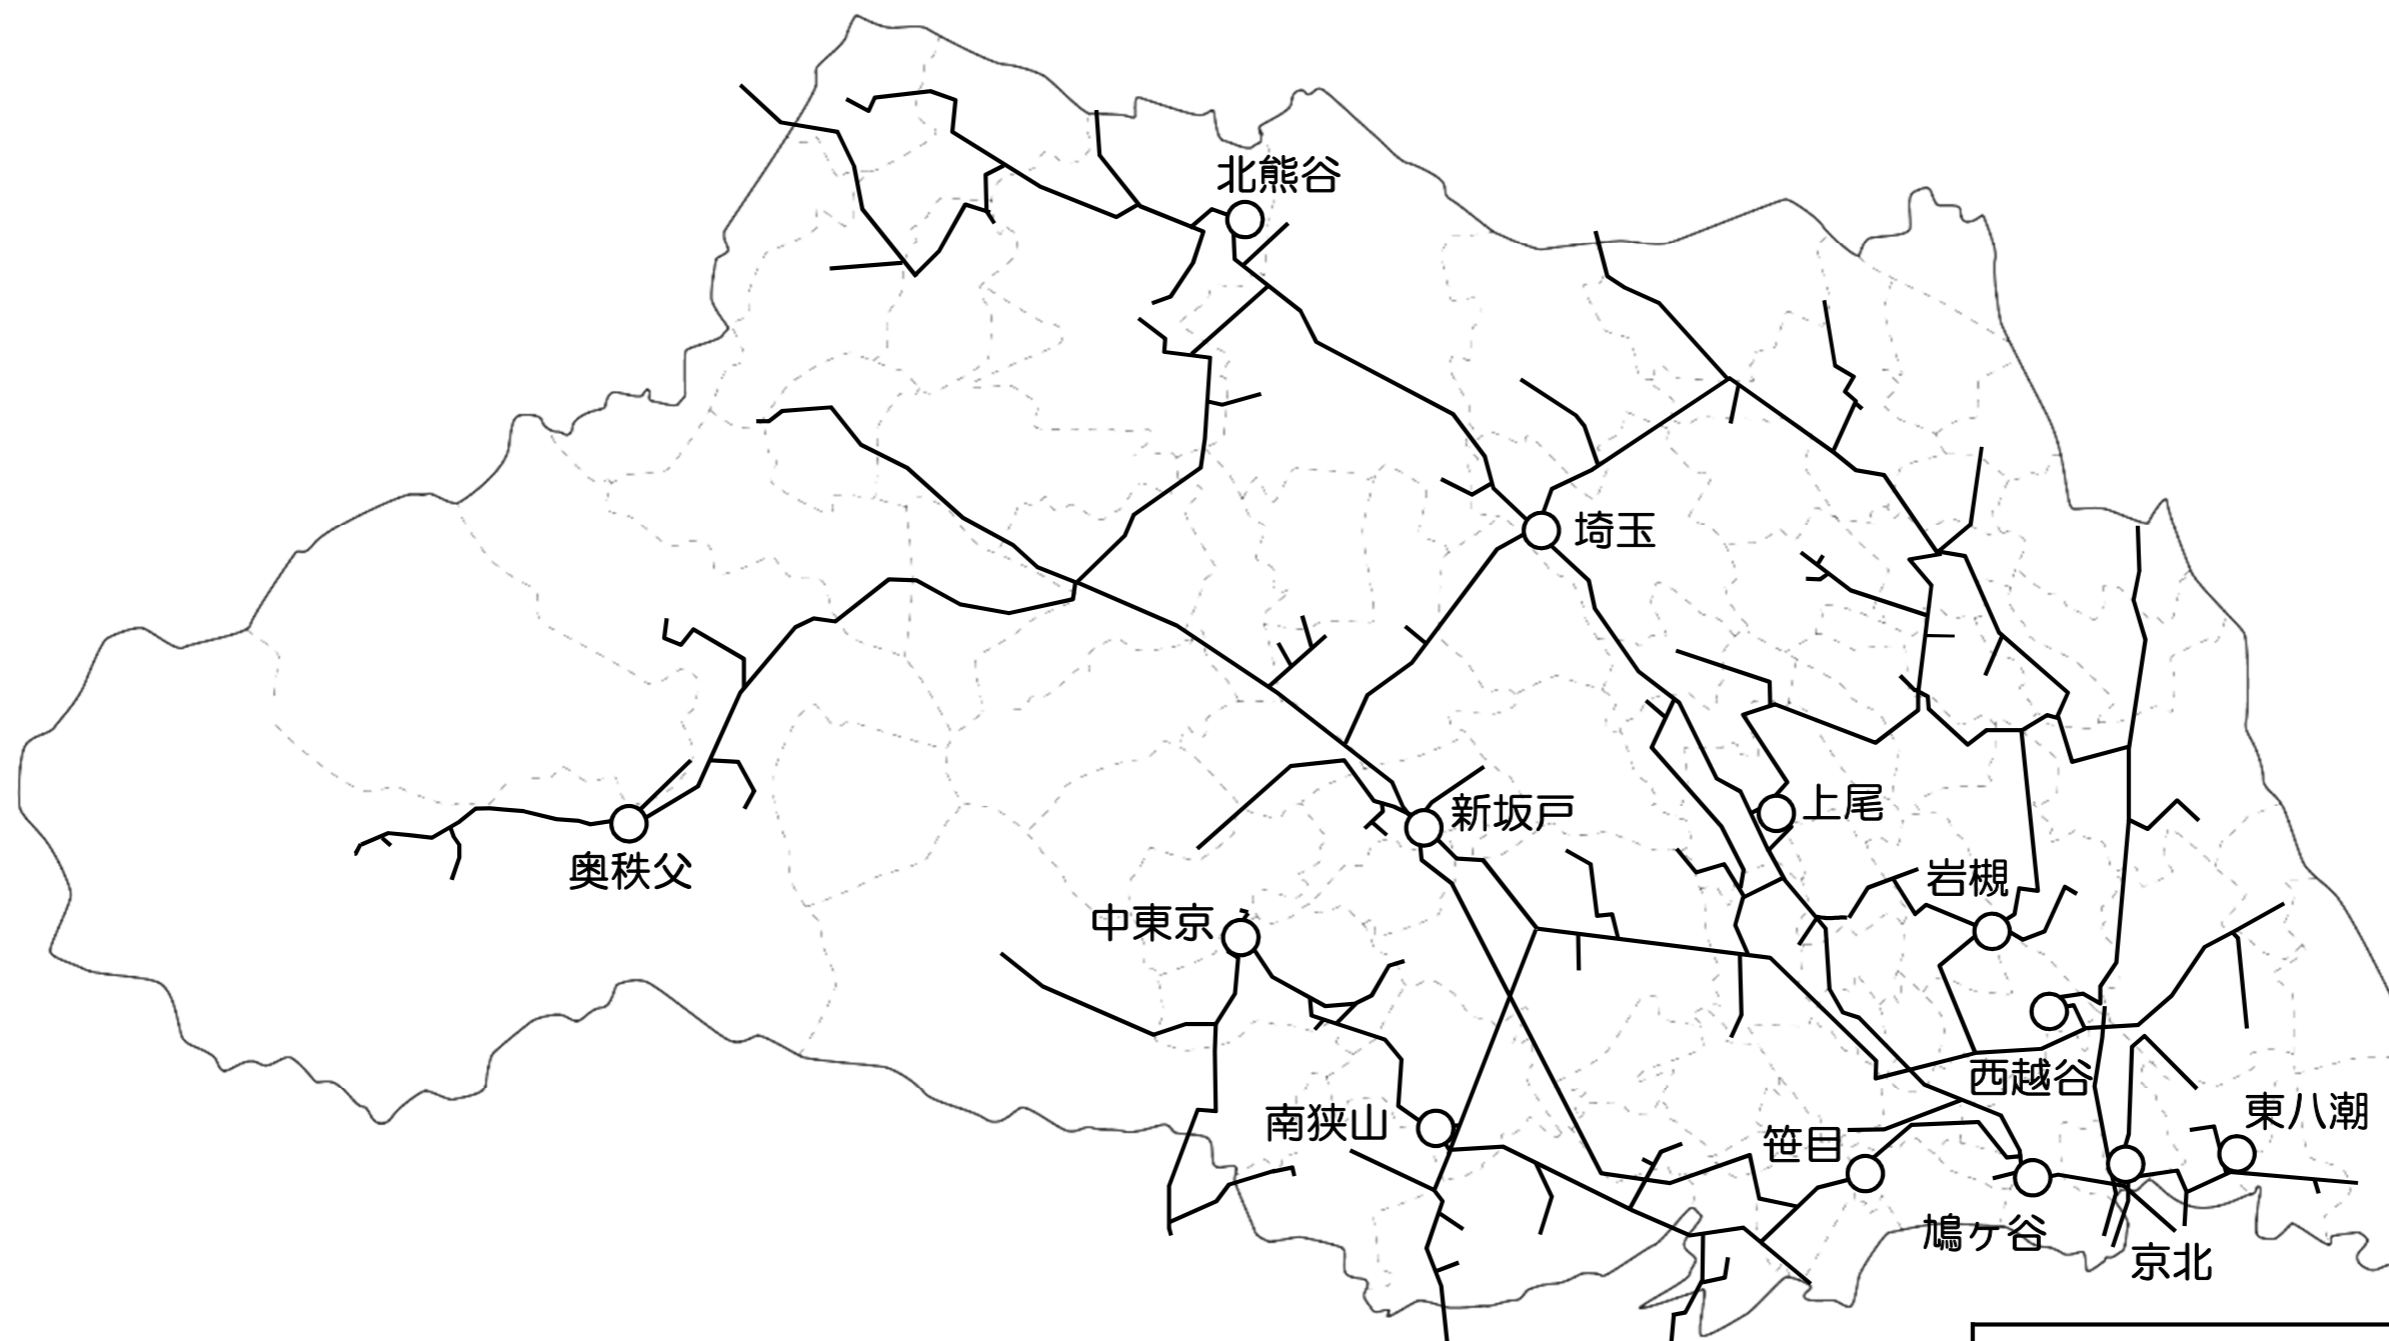 北熊谷
埼玉
新坂戸
上尾
奥秩父
岩槻
中東京
西越谷
南狭山
笹目
東八潮
鳩ヶ谷
京北